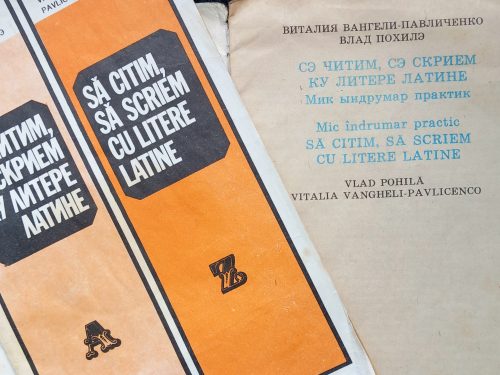 PAVLIC
ИТИМ,
СКРИЕМ
У ЛИТЕРЕ
ЛАТИНЕ
A
SĂ CITIM,
SĂ SCRIEM
CU LITERE
LATINE
Z
ВИТАЛИЯ ВАНГЕЛИ-ПАВЛИЧЕНКО
ВЛАД ПОХИЛЭ
СЭ ЧИТИМ, СЭ СКРИЕМ
КУ ЛИТЕРЕ ЛАТИНЕ
Мик ындрумар практик
Mic îndrumar practic
SĂ CITIM, SĂ SCRIEM
CU LITERE LATINE
VLAD POHILĂ
VITALIA VANGHELI-PAVLICENCO